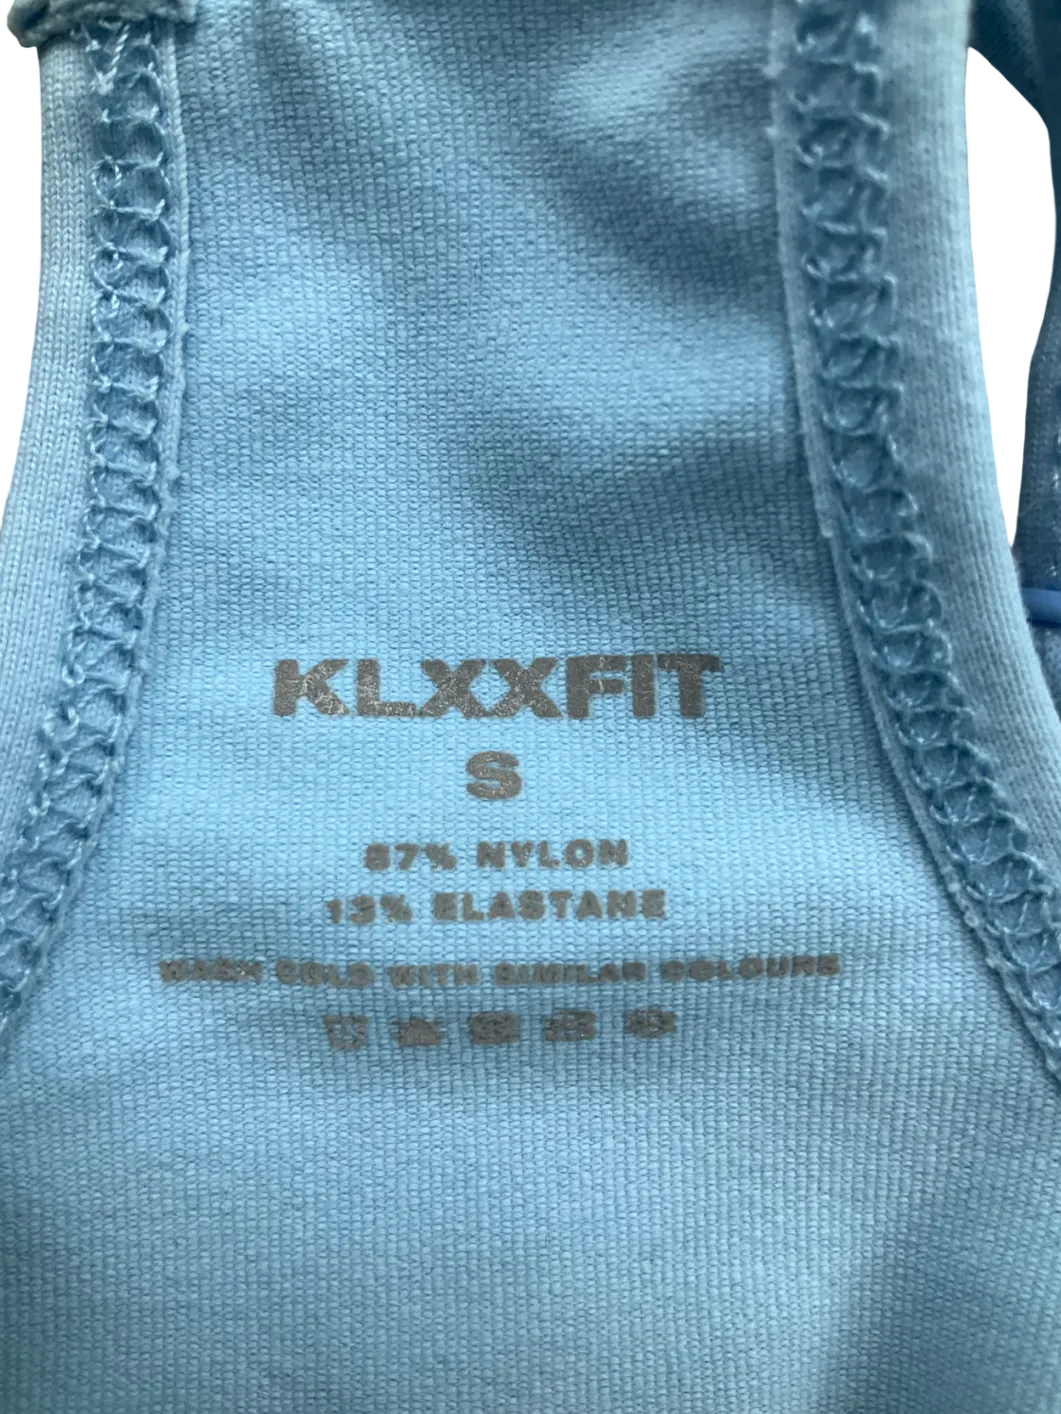 KLXXFIT
S
87% NYLON
13% ELASTANE
WASH COLD WITH SIMILAR COLOURS